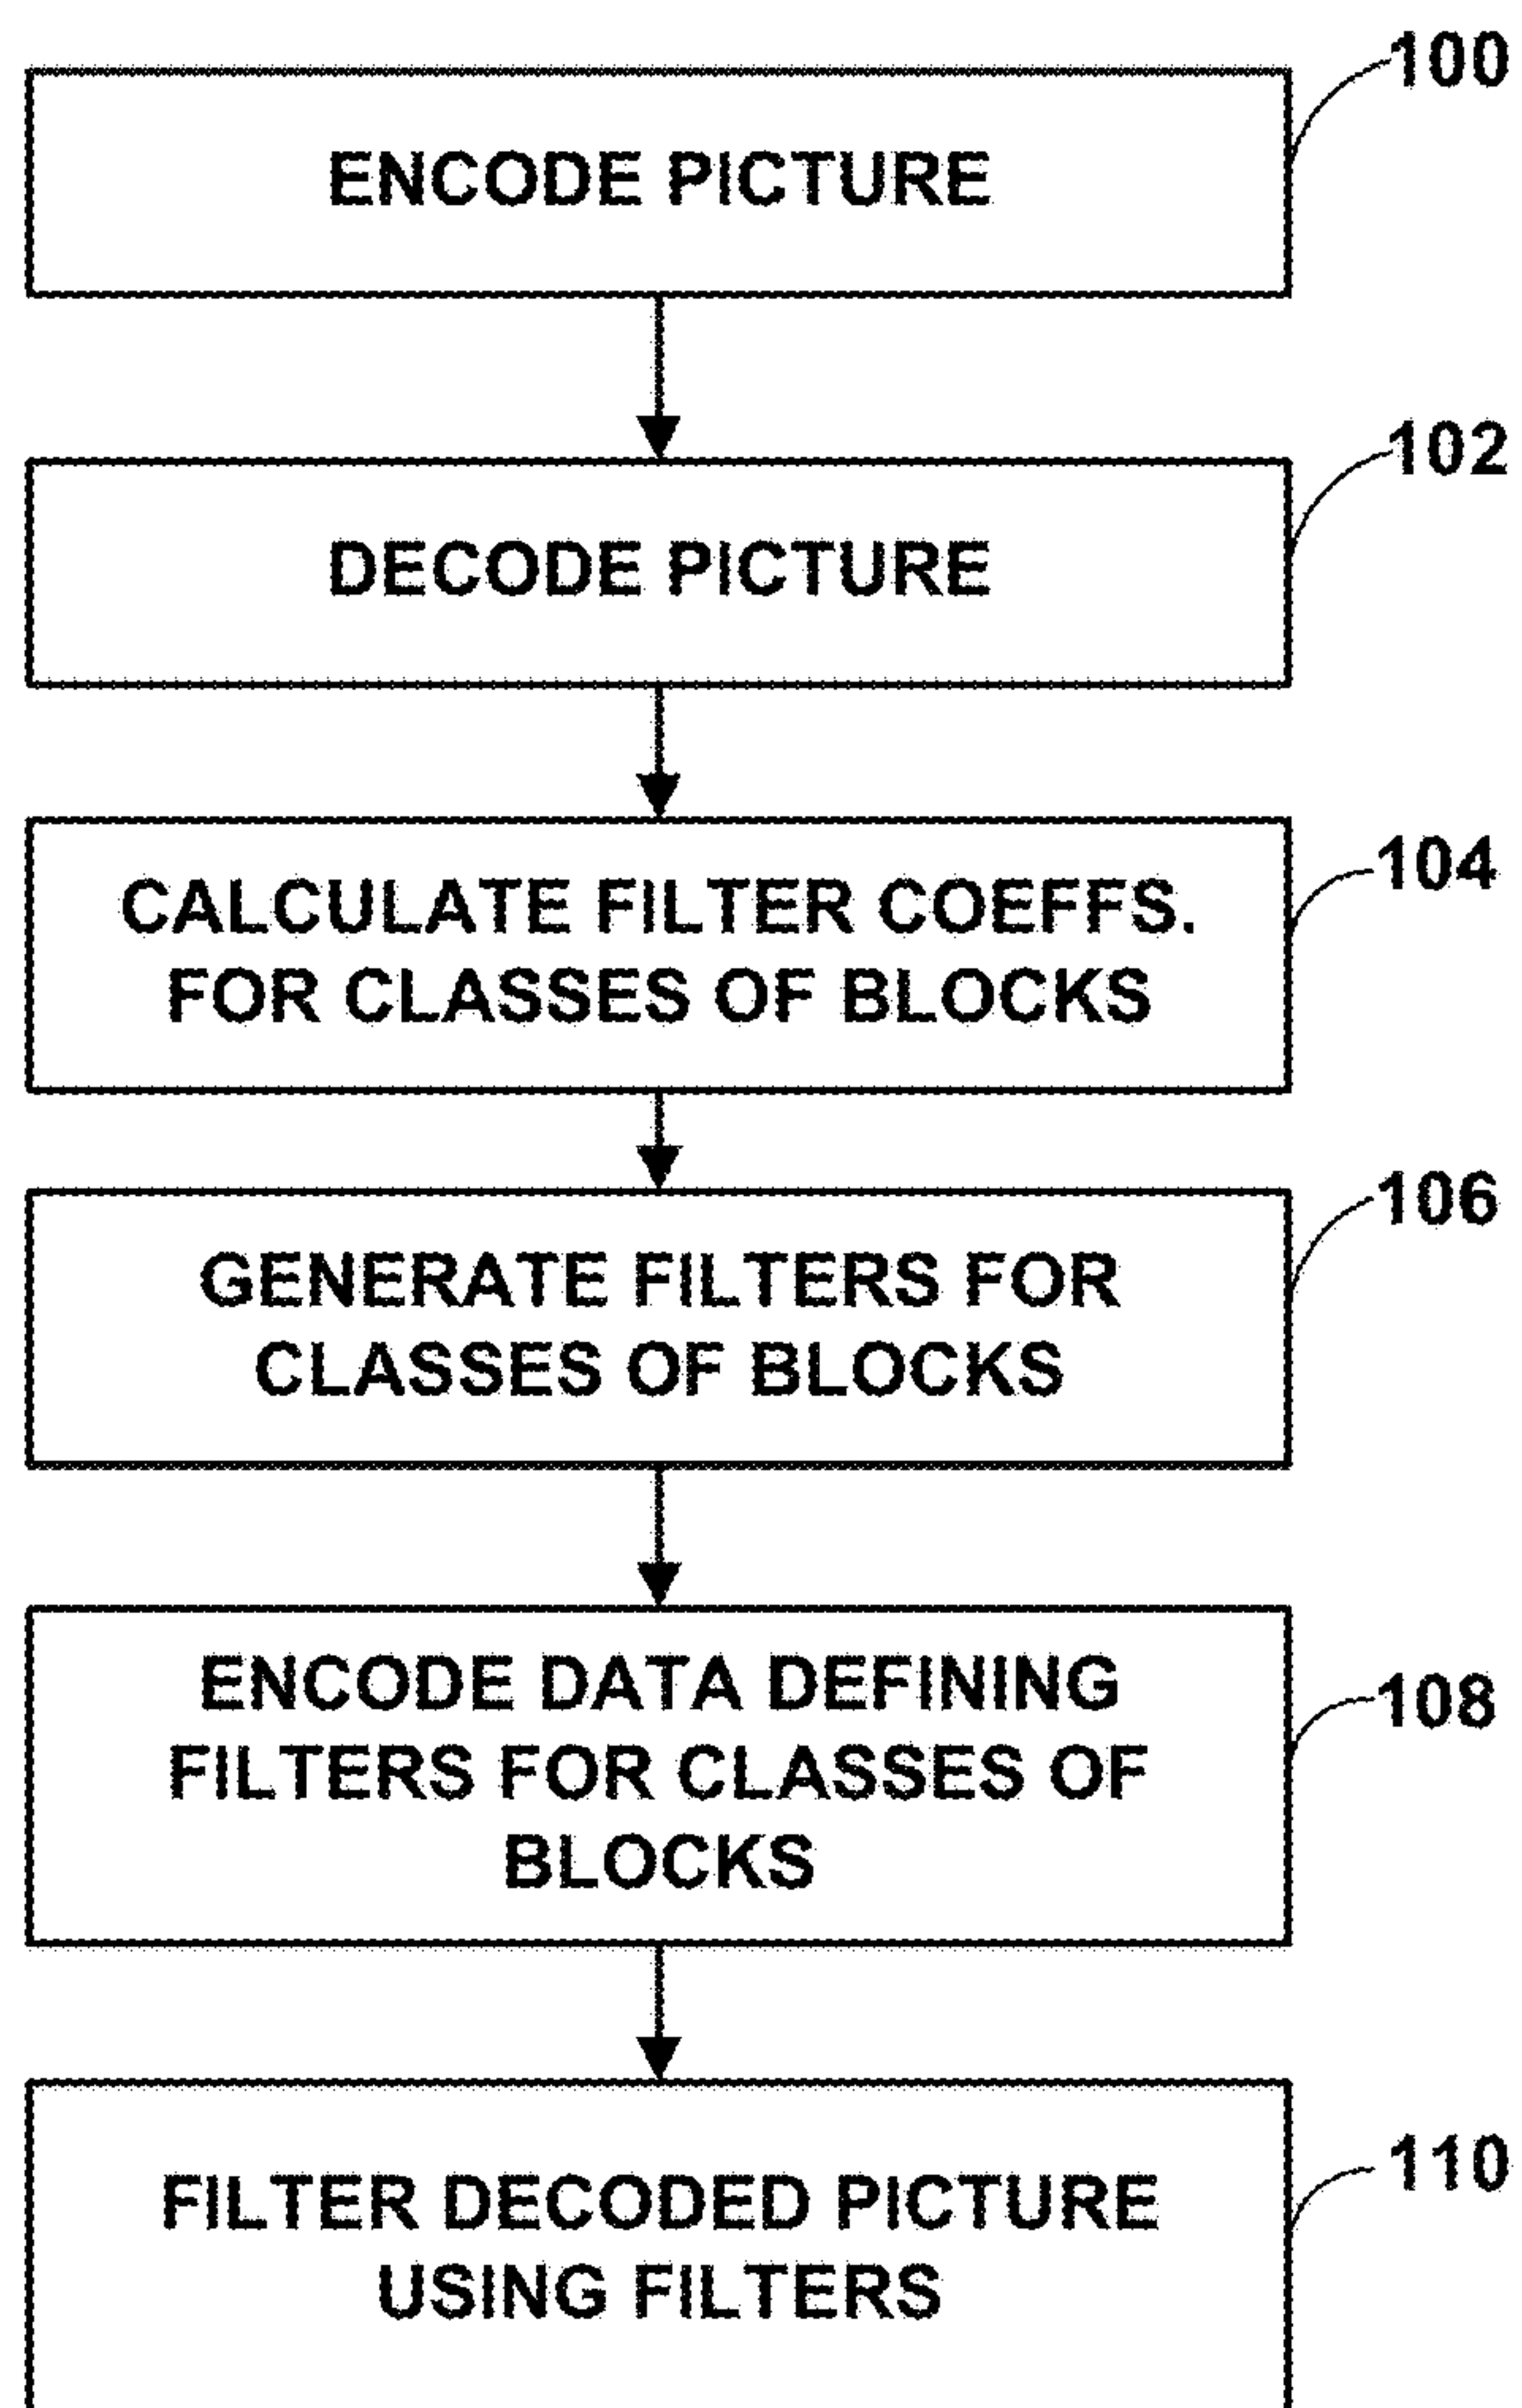 100
ENCODE PICTURE
102
DECODE PICTURE
104
CALCULATE FILTER COEFFS.
FOR CLASSES OF BLOCKS
106
GENERATE FILTERS FOR
CLASSES OF BLOCKS
108
ENCODE DATA DEFINING
FILTERS FOR CLASSES OF
BLOCKS
110
FILTER DECODED PICTURE
USING FILTERS